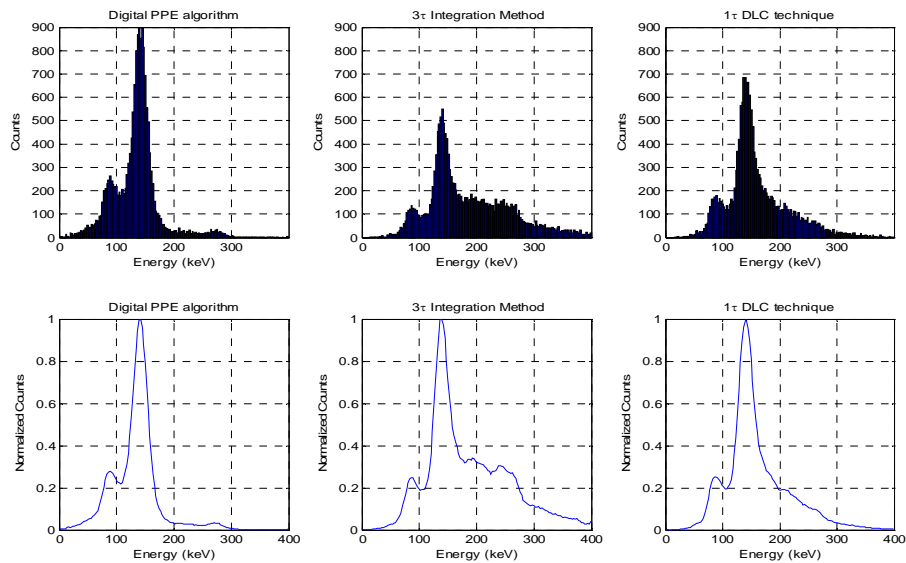 Digital PPE algorithm
Counts
900
800
700
600
500
400
300
200
100
0
0 100 200 300 400
Energy (keV)
3τ Integration Method
Counts
900
800
700
600
500
400
300
200
100
0
0 100 200 300 400
Energy (keV)
1τ DLC technique
Counts
900
800
700
600
500
400
300
200
100
0
0 100 200 300 400
Energy (keV)
Digital PPE algorithm
Normalized Counts
1
0.8
0.6
0.4
0.2
0
0 100 200 300 400
Energy (keV)
3τ Integration Method
Normalized Counts
1
0.8
0.6
0.4
0.2
0
0 100 200 300 400
Energy (keV)
1τ DLC technique
Normalized Counts
1
0.8
0.6
0.4
0.2
0
0 100 200 300 400
Energy (keV)